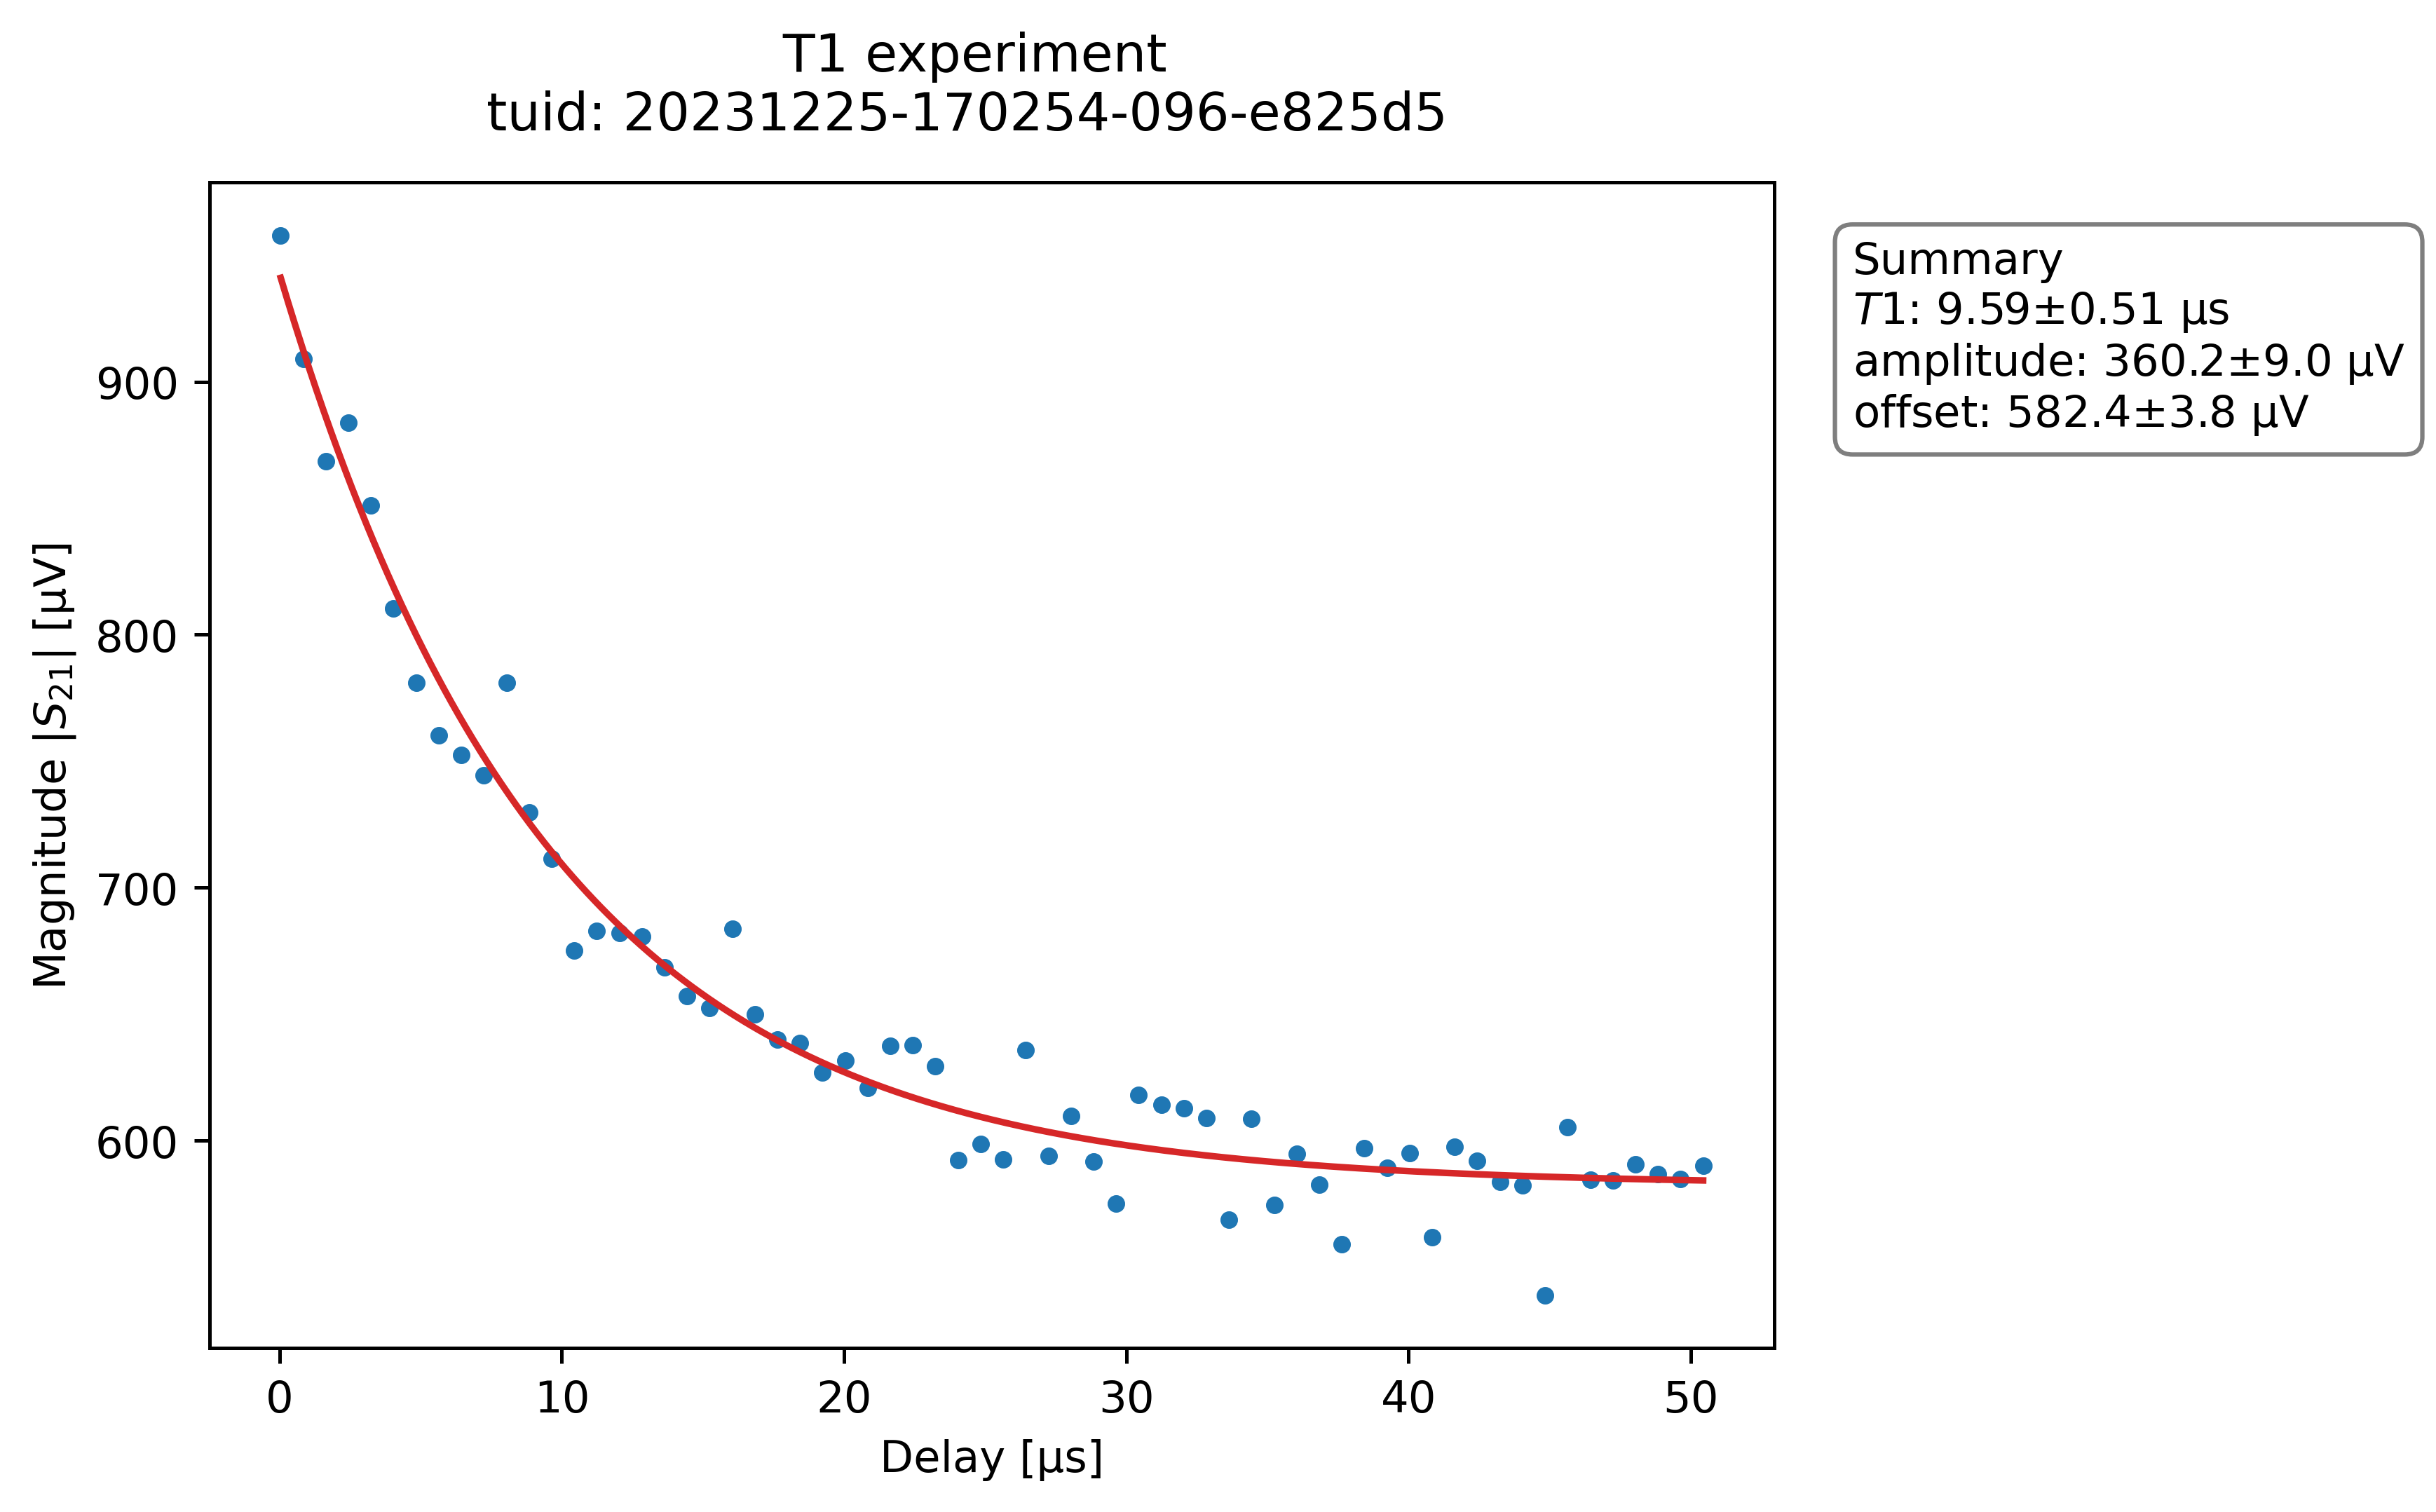 T1 experiment
tuid: 20231225-170254-096-e825d5
Summary
T1: 9.59±0.51 µs
amplitude: 360.2±9.0 µV
offset: 582.4±3.8 µV
Magnitude |S21| [µV]
900
800
700
600
0 10 20 30 40 50
Delay [µs]